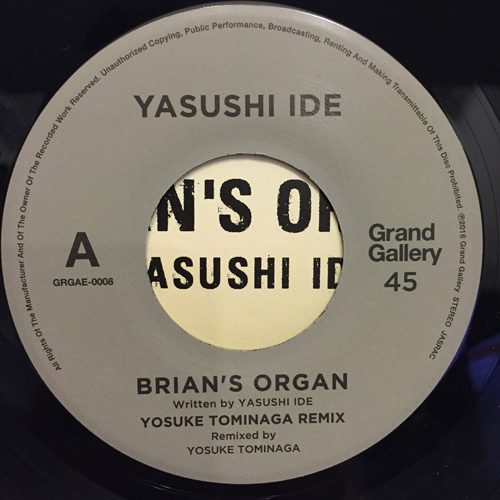 All Rights Of The Manufacturer And Of The Owner Of The Recorded Work Reserved. Unauthorized Copying, Public Performance, Broadcasting, Renting And Making Transmittable Of This Disc Prohibited. ℗2016 Grand Gallery STEREO JASRAC
YASUSHI IDE
N'S O
ASUSHI ID
A
GRGAE-0008
Grand
Gallery
45
BRIAN'S ORGAN
Written by YASUSHI IDE
YOSUKE TOMINAGA REMIX
Remixed by
YOSUKE TOMINAGA